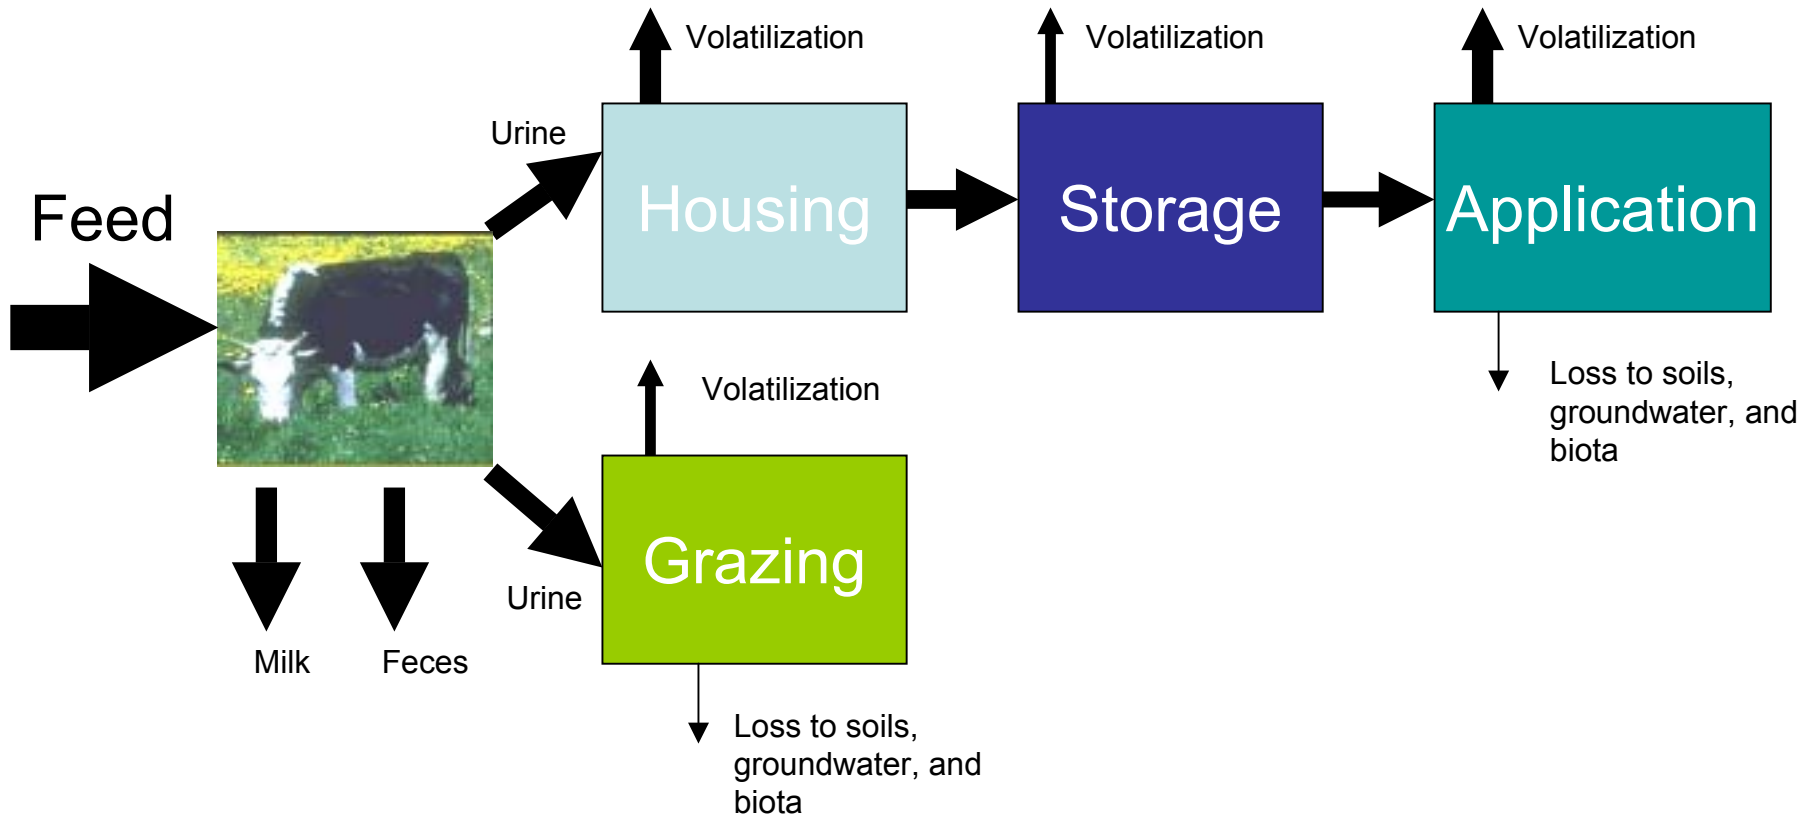 Volatilization
Volatilization
Volatilization
Urine
Feed
Housing
Storage
Application
Volatilization
Loss to soils,
groundwater, and
biota
Grazing
Urine
Milk
Feces
Loss to soils,
groundwater, and
biota